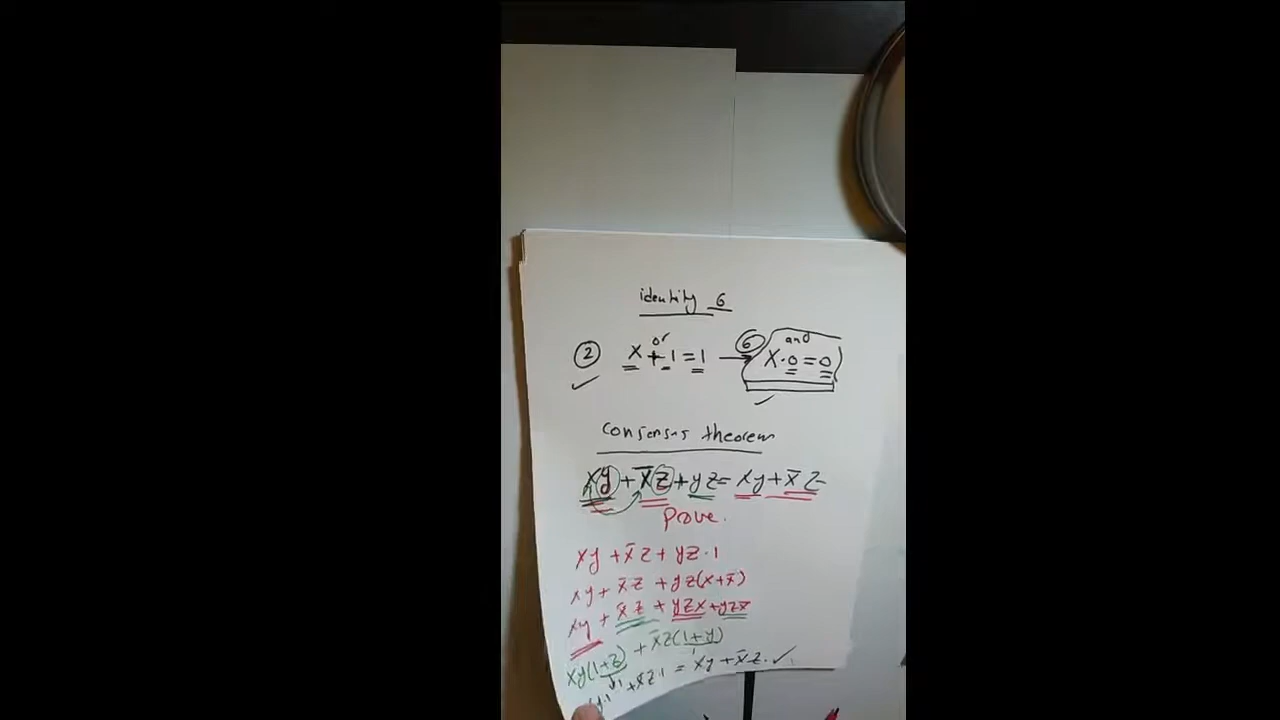 identity 6
or and
② x + 1 = 1 → ⑥ x · 0 = 0
✓ ✓
consensus theorem
xy + x̄z + yz = xy + x̄z
prove.
xy + x̄z + yz · 1
xy + x̄z + yz(x + x̄)
xy + x̄z + yzx + yzx̄
xy(1+z) + x̄z(1+y)
+ x̄z·1 = xy + x̄z. ✓